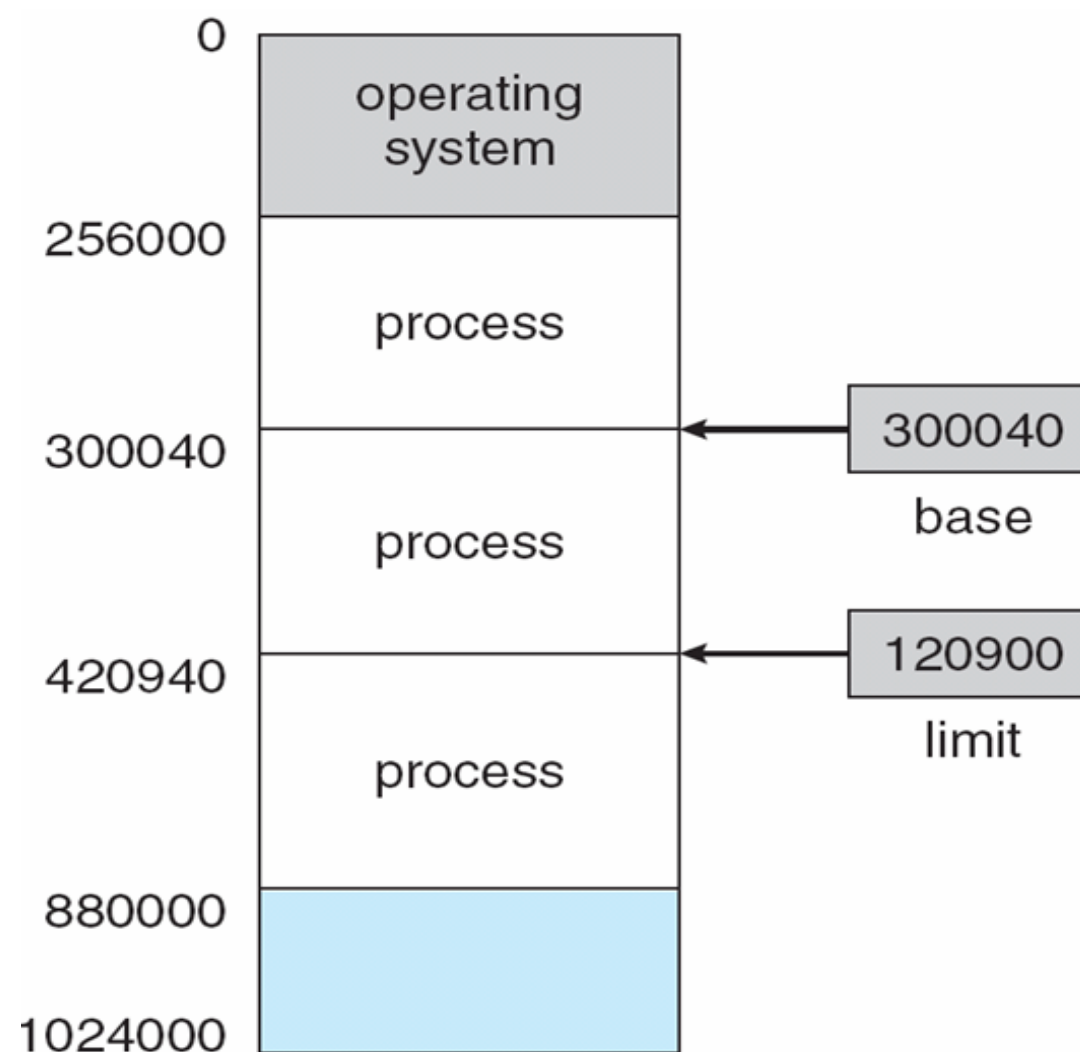 0
operating
system
256000
process
300040
300040
base
process
120900
420940
limit
process
880000
1024000